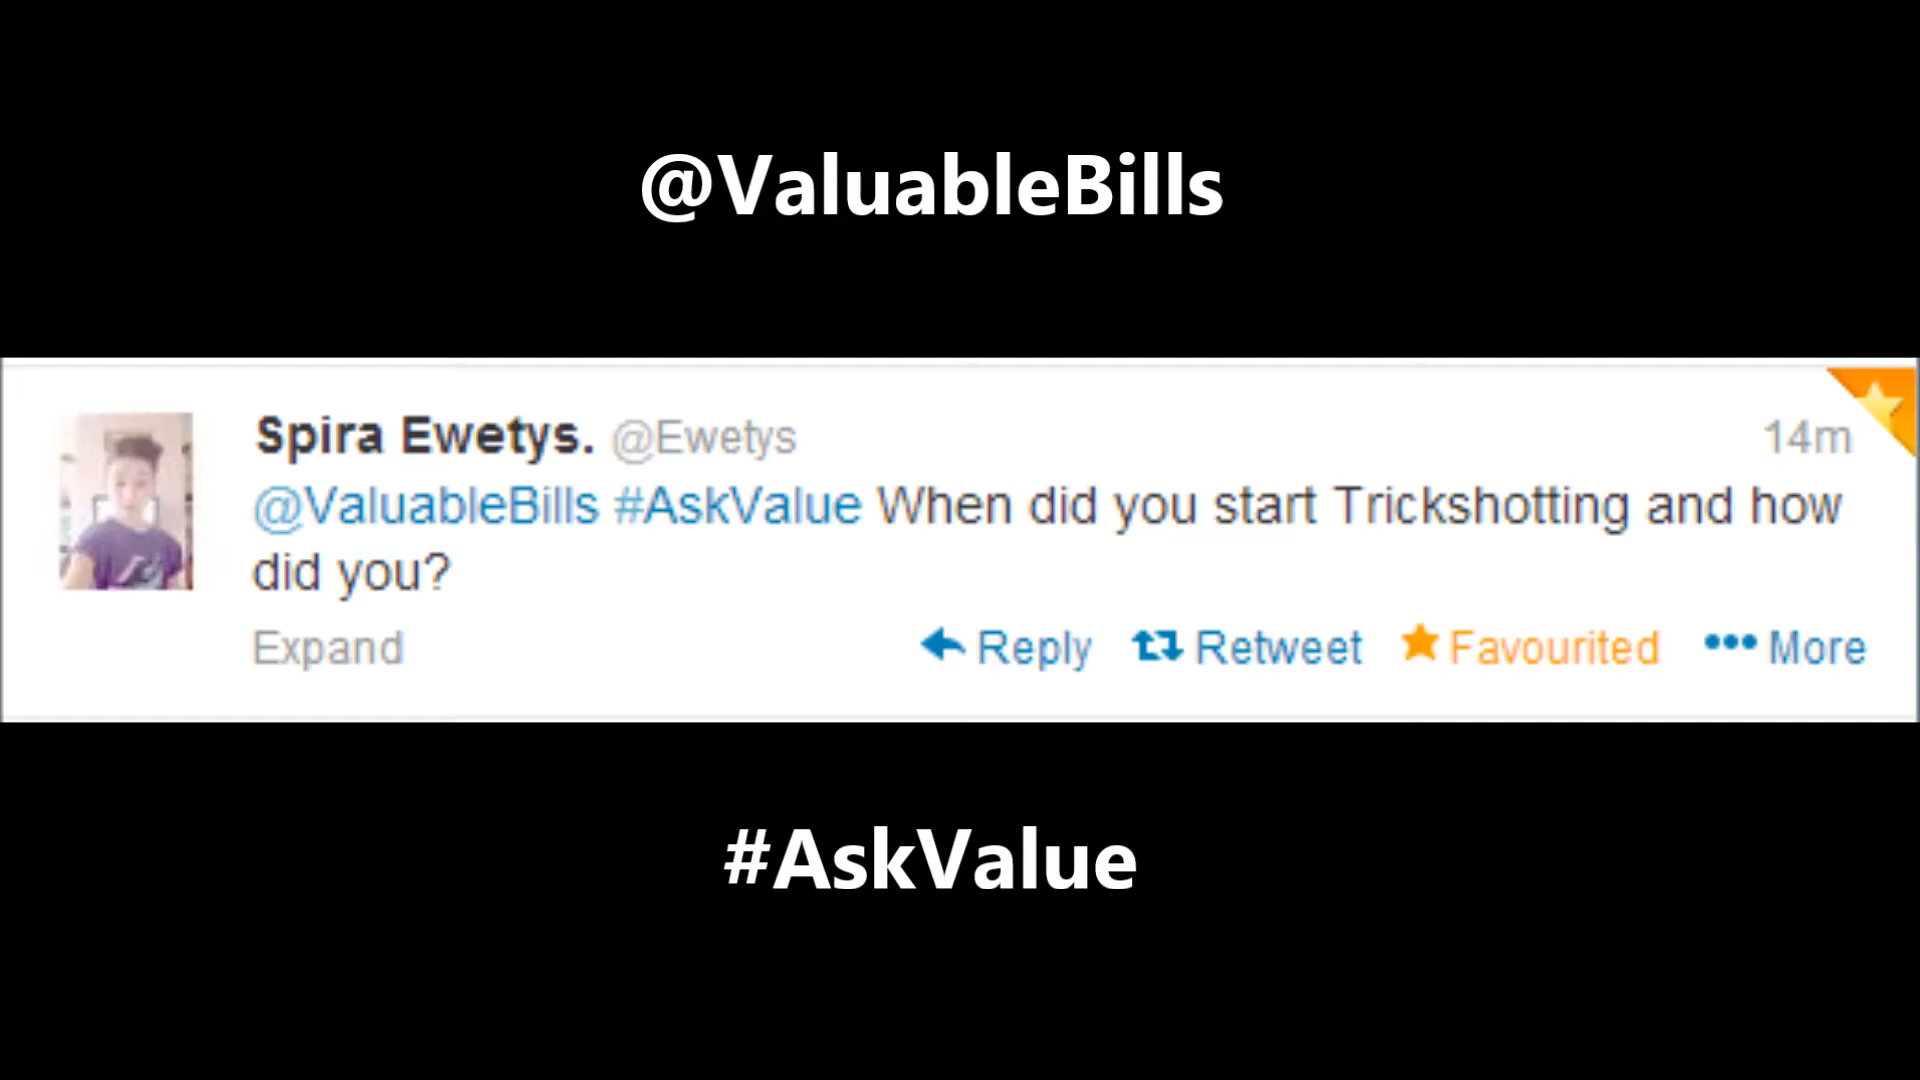 @ValuableBills
Spira Ewetys. @Ewetys 14m
@ValuableBills #AskValue When did you start Trickshotting and how
did you?
Expand Reply Retweet Favourited More
#AskValue